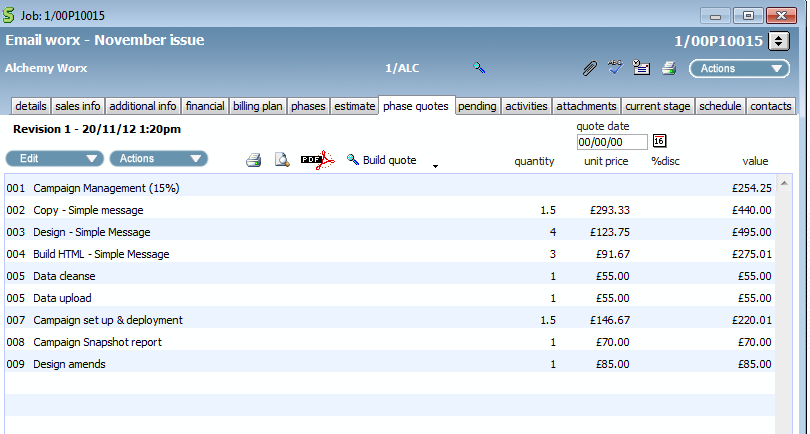 Job: 1/00P10015
Email worx - November issue 1/00P10015
Alchemy Worx 1/ALC ABC Actions
details sales info additional info financial billing plan phases estimate phase quotes pending activities attachments current stage schedule contacts
Revision 1 - 20/11/12 1:20pm quote date
00/00/00 16
Edit Actions PDF Build quote quantity unit price %disc value
001 Campaign Management (15%) £254.25
002 Copy - Simple message 1.5 £293.33 £440.00
003 Design - Simple Message 4 £123.75 £495.00
004 Build HTML - Simple Message 3 £91.67 £275.01
005 Data cleanse 1 £55.00 £55.00
005 Data upload 1 £55.00 £55.00
007 Campaign set up & deployment 1.5 £146.67 £220.01
008 Campaign Snapshot report 1 £70.00 £70.00
009 Design amends 1 £85.00 £85.00